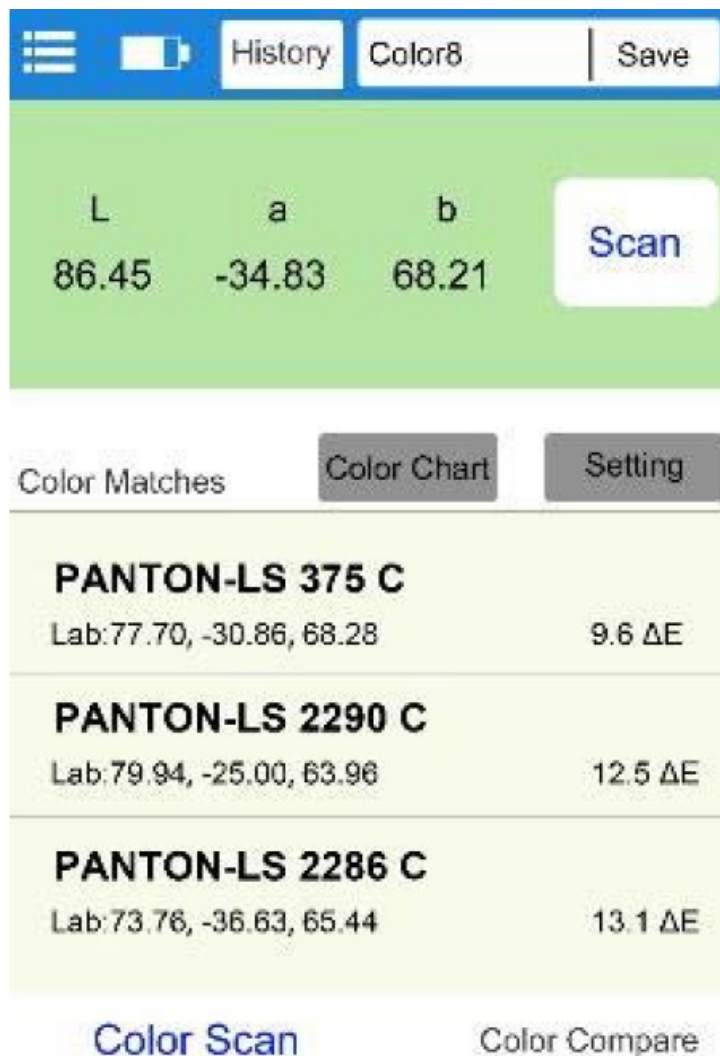 History Color8 Save
L a b
86.45 -34.83 68.21
Scan
Color Matches Color Chart Setting
PANTON-LS 375 C
Lab:77.70, -30.86, 68.28 9.6 ΔE
PANTON-LS 2290 C
Lab:79.94, -25.00, 63.96 12.5 ΔE
PANTON-LS 2286 C
Lab:73.76, -36.63, 65.44 13.1 ΔE
Color Scan Color Compare